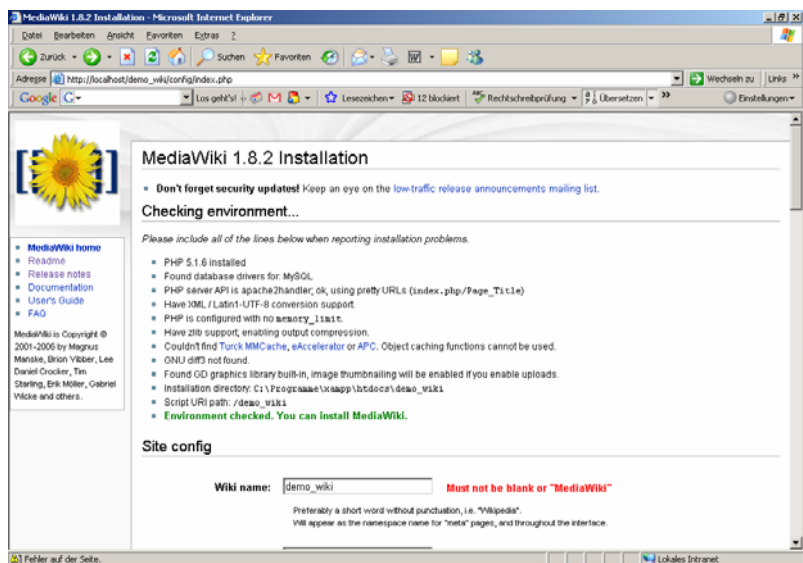 MediaWiki 1.8.2 Installation - Microsoft Internet Explorer
Datei Bearbeiten Ansicht Favoriten Extras ?
Zurück Suchen Favoriten
Adresse http://localhost/demo_wiki/config/index.php Wechseln zu Links »
Google G Los geht's! 12 blockiert Rechtschreibprüfung Übersetzen » Einstellungen
MediaWiki 1.8.2 Installation
Don't forget security updates! Keep an eye on the low-traffic release announcements mailing list.
Checking environment...
Please include all of the lines below when reporting installation problems.
PHP 5.1.6 installed
Found database drivers for: MySQL
PHP server API is apache2handler; ok, using pretty URLs (index.php/Page_Title)
Have XML / Latin1-UTF-8 conversion support.
PHP is configured with no memory_limit.
Have zlib support; enabling output compression.
Couldn't find Turck MMCache, eAccelerator or APC. Object caching functions cannot be used.
GNU diff3 not found.
Found GD graphics library built-in, image thumbnailing will be enabled if you enable uploads.
Installation directory: C:\Programme\xampp\htdocs\demo_wiki
Script URI path: /demo_wiki
Environment checked. You can install MediaWiki.
MediaWiki home
Readme
Release notes
Documentation
User's Guide
FAQ
MediaWiki is Copyright ©
2001-2006 by Magnus
Manske, Brion Vibber, Lee
Daniel Crocker, Tim
Starling, Erik Möller, Gabriel
Wicke and others.
Site config
Wiki name: demo_wiki Must not be blank or "MediaWiki"
Preferably a short word without punctuation, i.e. "Wikipedia".
Will appear as the namespace name for "meta" pages, and throughout the interface.
Fehler auf der Seite. Lokales Intranet